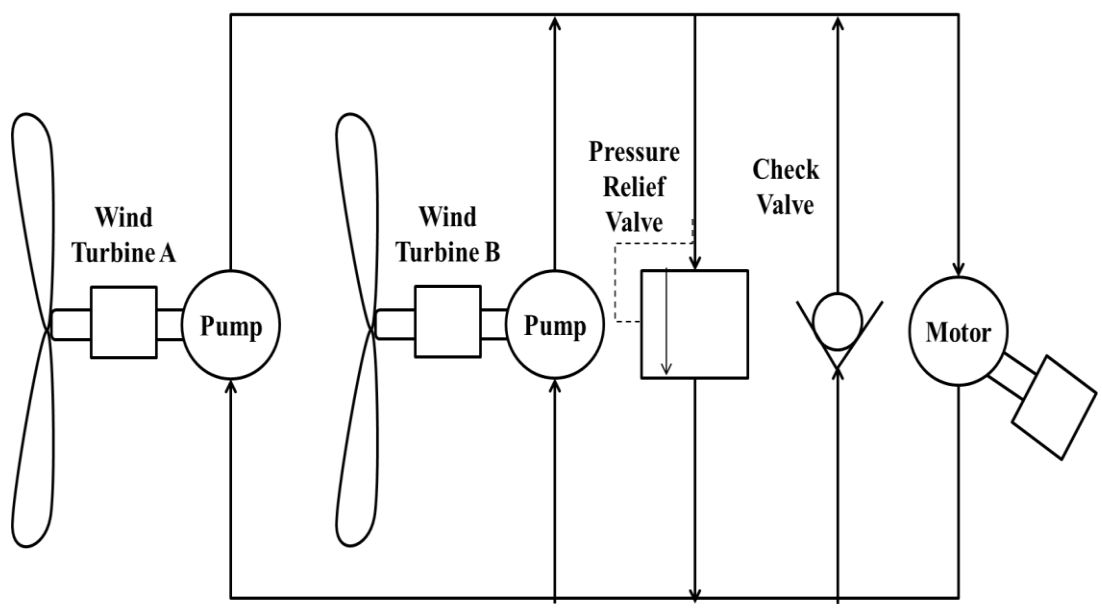 Wind
Turbine A
Pump
Wind
Turbine B
Pump
Pressure
Relief
Valve
Check
Valve
Motor